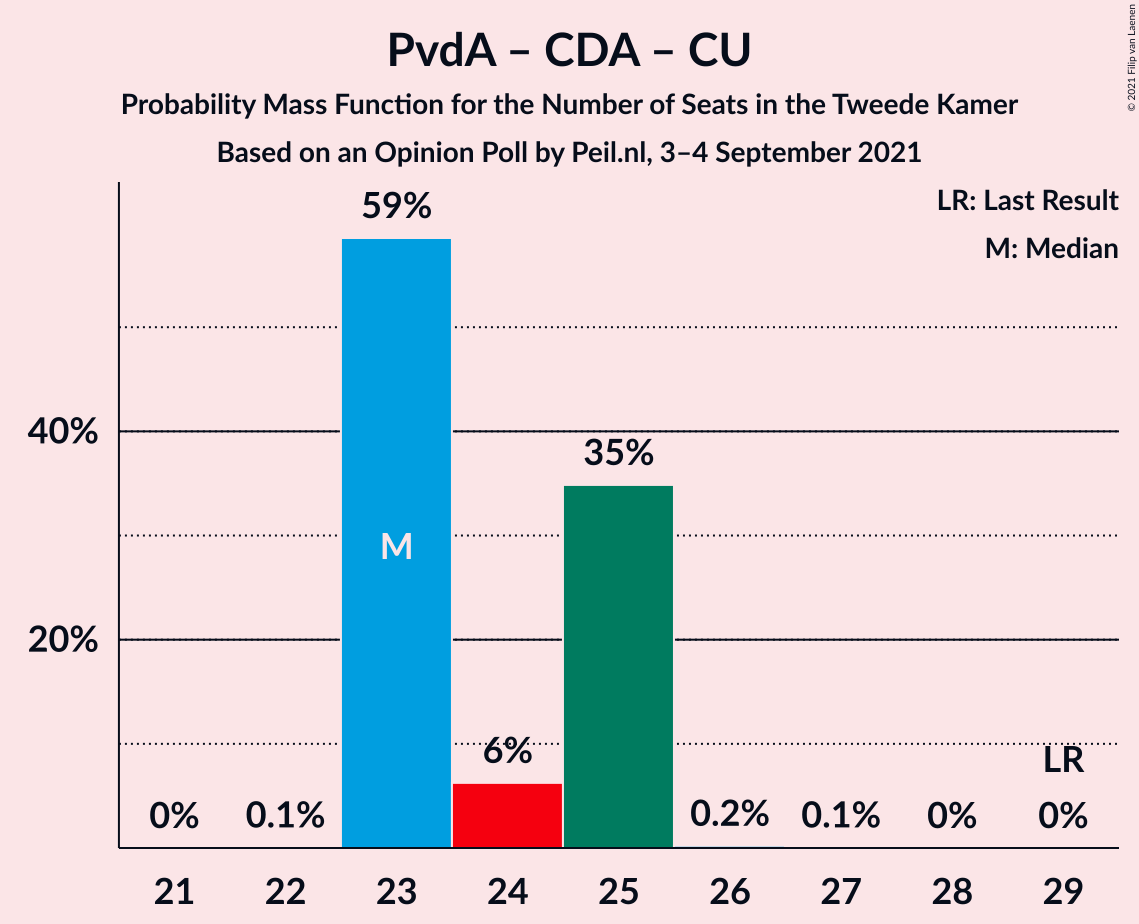 PvdA – CDA – CU
Probability Mass Function for the Number of Seats in the Tweede Kamer
Based on an Opinion Poll by Peil.nl, 3–4 September 2021
© 2021 Filip van Laenen
LR: Last Result
M: Median
59%
40%
35%
M
20%
6%
LR
0% 0.1% 0.2% 0.1% 0% 0%
21 22 23 24 25 26 27 28 29